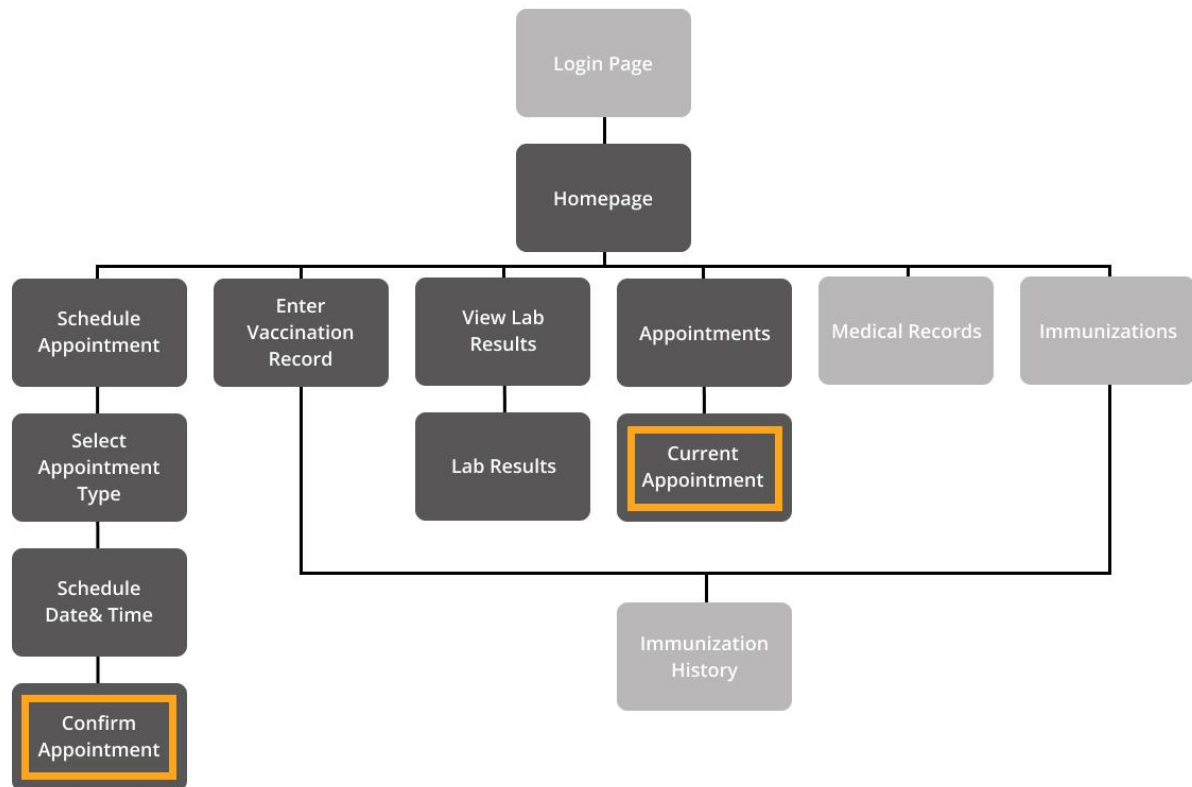 Login Page
Homepage
Schedule
Appointment
Enter
Vaccination
Record
View Lab
Results
Appointments
Medical Records
Immunizations
Select
Appointment
Type
Lab Results
Current
Appointment
Schedule
Date& Time
Immunization
History
Confirm
Appointment